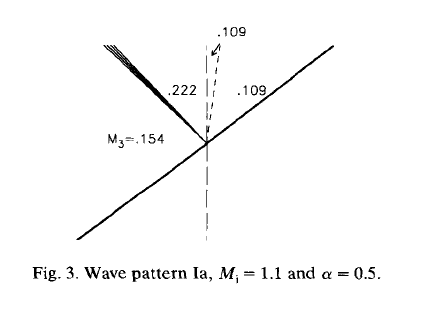 .109
.222
.109
M₃=.154
Fig. 3. Wave pattern Ia, Mᵢ = 1.1 and α = 0.5.